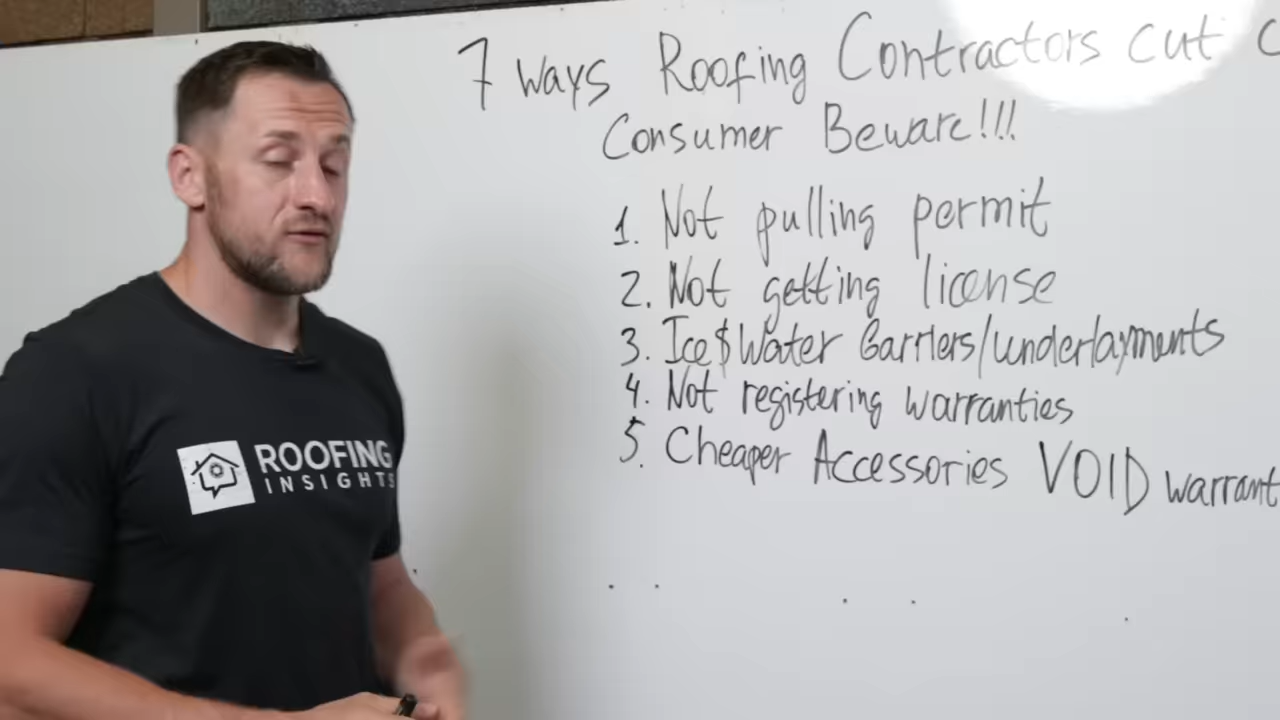 7 ways Roofing Contractors cut C
Consumer Beware!!!
1. Not pulling permit
2. Not getting license
3. Ice $ Water Barriers/underlayments
4. Not registering warranties
5. Cheaper Accessories VOID warrant
ROOFING
INSIGHTS